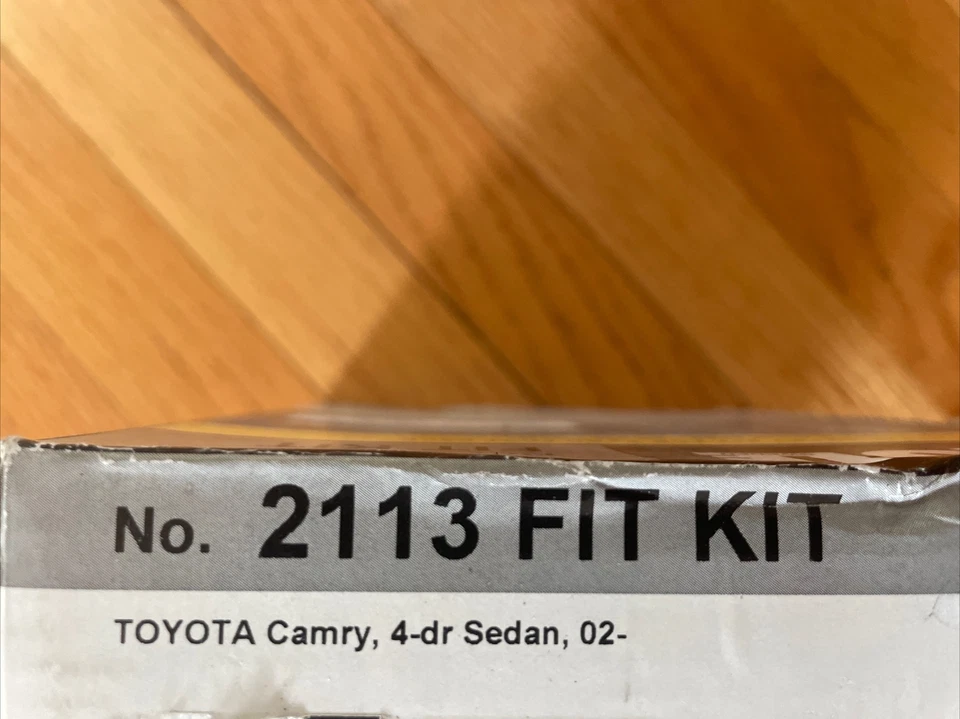 No. 2113 FIT KIT
TOYOTA Camry, 4-dr Sedan, 02-